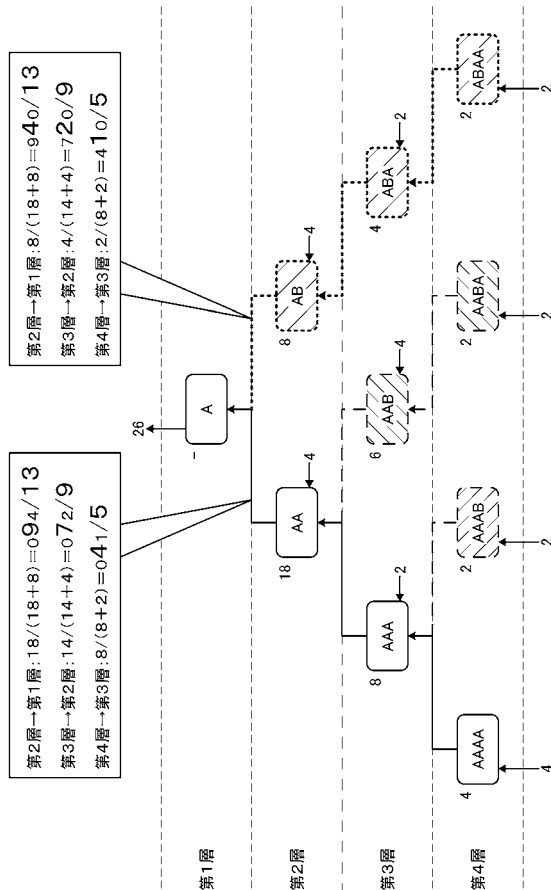 第2層→第1層:18/(18+8)=094/13
第3層→第2層:14/(14+4)=072/9
第4層→第3層:8/(8+2)=041/5
第2層→第1層:8/(18+8)=940/13
第3層→第2層:4/(14+4)=720/9
第4層→第3層:2/(8+2)=410/5
26
第1層
-
A
第2層
18
AA
4
8
AB
4
第3層
8
AAA
2
6
AAB
4
4
ABA
2
第4層
4
AAAA
4
2
AAAB
2
2
AABA
2
2
ABAA
2